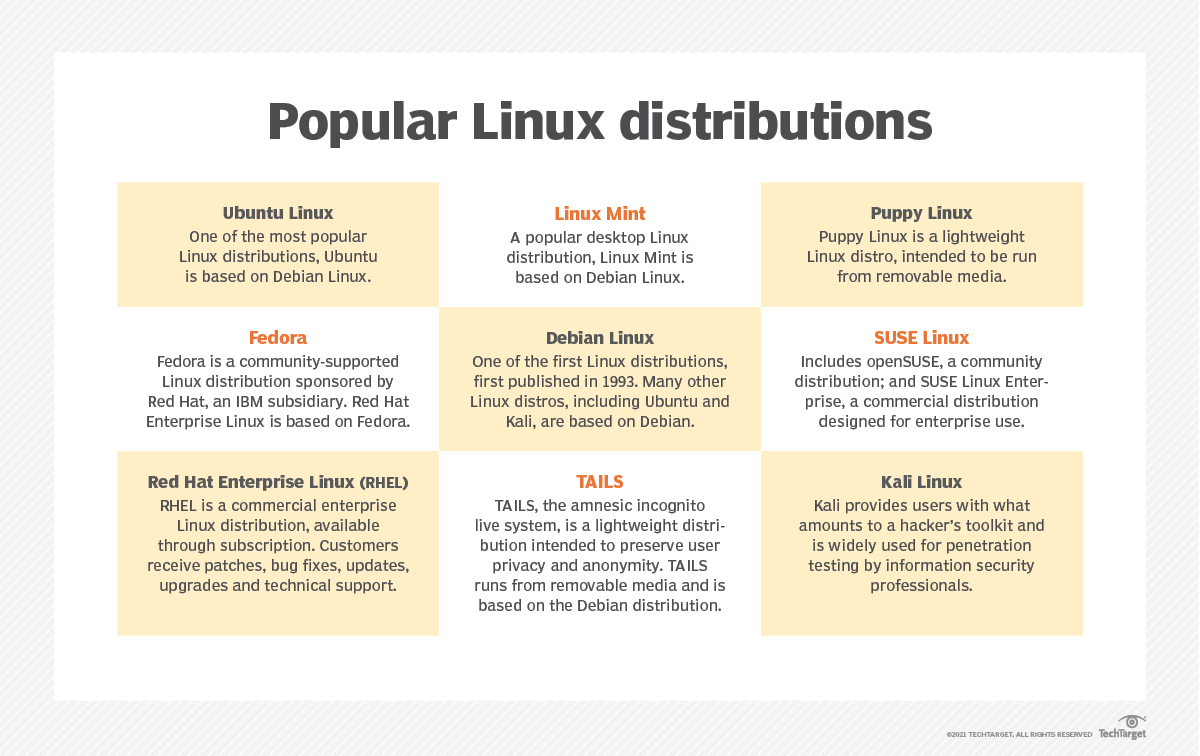 Popular Linux distributions
Ubuntu Linux
One of the most popular
Linux distributions, Ubuntu
is based on Debian Linux.
Linux Mint
A popular desktop Linux
distribution, Linux Mint is
based on Debian Linux.
Puppy Linux
Puppy Linux is a lightweight
Linux distro, intended to be run
from removable media.
Fedora
Fedora is a community-supported
Linux distribution sponsored by
Red Hat, an IBM subsidiary. Red Hat
Enterprise Linux is based on Fedora.
Debian Linux
One of the first Linux distributions,
first published in 1993. Many other
Linux distros, including Ubuntu and
Kali, are based on Debian.
SUSE Linux
Includes openSUSE, a community
distribution; and SUSE Linux Enter-
prise, a commercial distribution
designed for enterprise use.
Red Hat Enterprise Linux (RHEL)
RHEL is a commercial enterprise
Linux distribution, available
through subscription. Customers
receive patches, bug fixes, updates,
upgrades and technical support.
TAILS
TAILS, the amnesic incognito
live system, is a lightweight distri-
bution intended to preserve user
privacy and anonymity. TAILS
runs from removable media and is
based on the Debian distribution.
Kali Linux
Kali provides users with what
amounts to a hacker's toolkit and
is widely used for penetration
testing by information security
professionals.
©2021 TECHTARGET. ALL RIGHTS RESERVED TechTarget